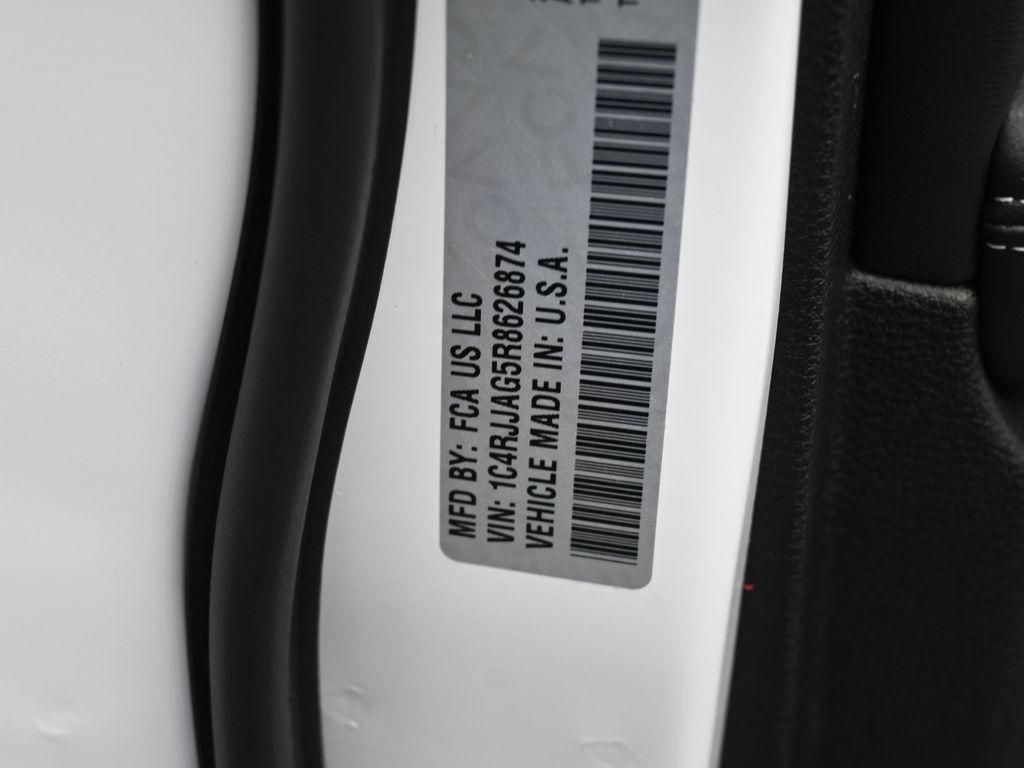 MFD BY: FCA US LLC
VIN: 1C4RJJAG5R8626874
VEHICLE MADE IN: U.S.A.